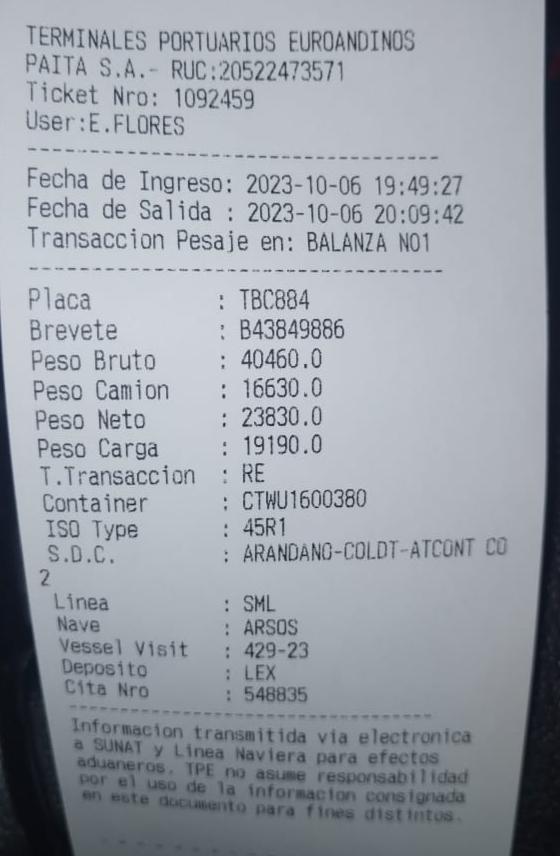 TERMINALES PORTUARIOS EUROANDINOS
PAITA S.A.- RUC:20522473571
Ticket Nro: 1092459
User:E.FLORES
Fecha de Ingreso: 2023-10-06 19:49:27
Fecha de Salida : 2023-10-06 20:09:42
Transaccion Pesaje en: BALANZA NO1
Placa : TBC884
Brevete : B43849886
Peso Bruto : 40460.0
Peso Camion : 16630.0
Peso Neto : 23830.0
Peso Carga : 19190.0
T.Transaccion : RE
Container : CTWU1600380
ISO Type : 45R1
S.D.C. : ARANDANO-COLDT-ATCONT CO
2
Linea : SML
Nave : ARSOS
Vessel Visit : 429-23
Deposito : LEX
Cita Nro : 548835
Informacion transmitida via electronica
a SUNAT y Linea Naviera para efectos
aduaneros. TPE no asume responsabilidad
por el uso de la informacion consignada
en este documento para fines distintos.